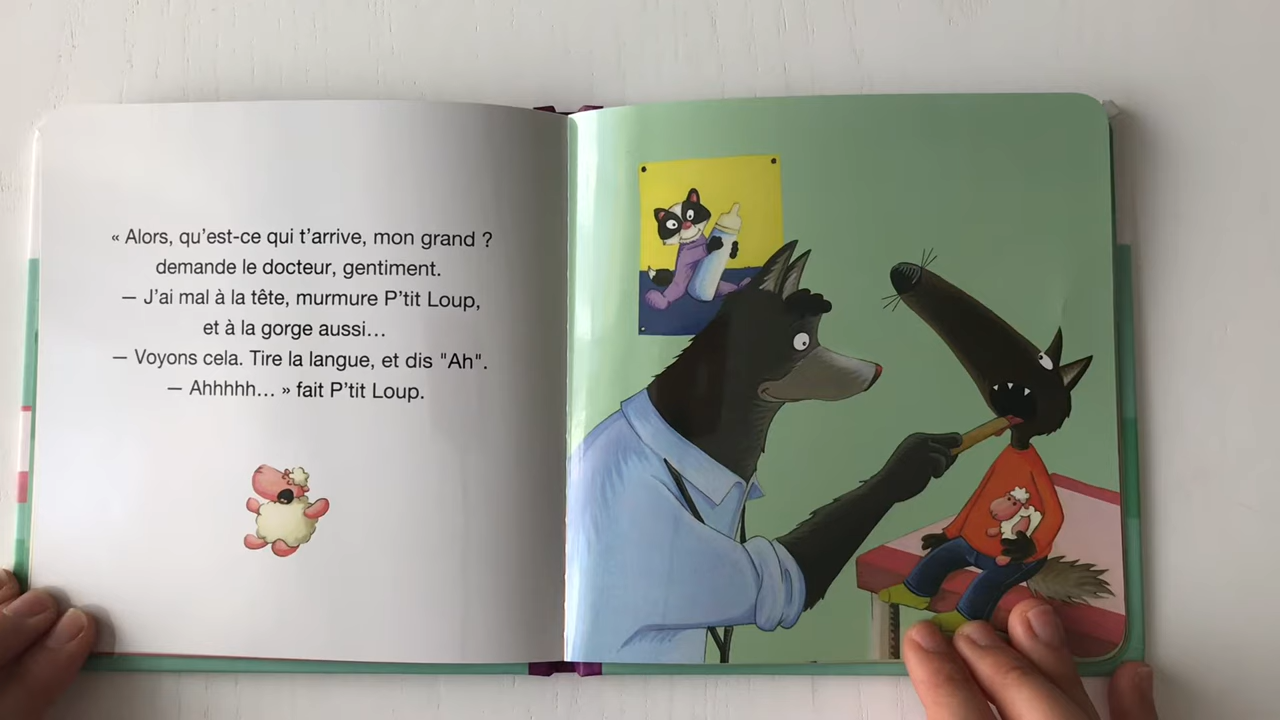 « Alors, qu’est-ce qui t’arrive, mon grand ?
demande le docteur, gentiment.
— J’ai mal à la tête, murmure P’tit Loup,
et à la gorge aussi…
— Voyons cela. Tire la langue, et dis "Ah".
— Ahhhhh… » fait P’tit Loup.